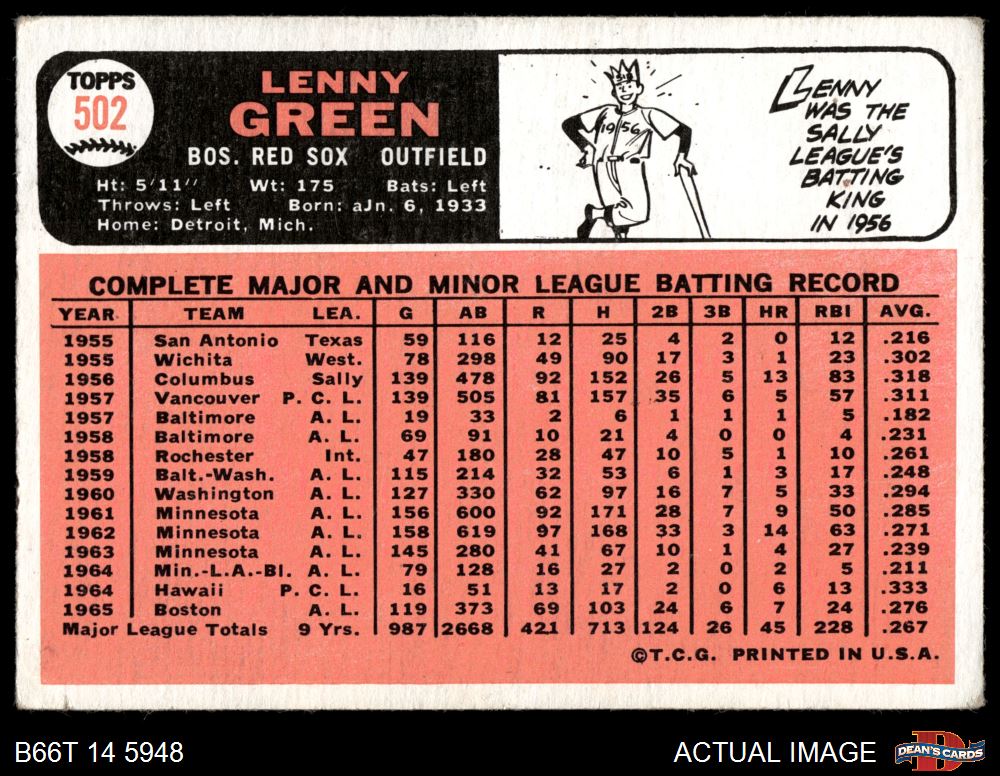 TOPPS
502
LENNY
GREEN
BOS. RED SOX OUTFIELD
Ht: 5'11" Wt: 175 Bats: Left
Throws: Left Born: aJn. 6, 1933
Home: Detroit, Mich.
1956
LENNY
WAS THE
SALLY
LEAGUE'S
BATTING
KING
IN 1956
COMPLETE MAJOR AND MINOR LEAGUE BATTING RECORD
YEAR TEAM LEA. G AB R H 2B 3B HR RBI AVG.
1955 San Antonio Texas 59 116 12 25 4 2 0 12 .216
1955 Wichita West. 78 298 49 90 17 3 1 23 .302
1956 Columbus Sally 139 478 92 152 26 5 13 83 .318
1957 Vancouver P. C. L. 139 505 81 157 35 6 5 57 .311
1957 Baltimore A. L. 19 33 2 6 1 1 1 5 .182
1958 Baltimore A. L. 69 91 10 21 4 0 0 4 .231
1958 Rochester Int. 47 180 28 47 10 5 1 10 .261
1959 Balt.-Wash. A. L. 115 214 32 53 6 1 3 17 .248
1960 Washington A. L. 127 330 62 97 16 7 5 33 .294
1961 Minnesota A. L. 156 600 92 171 28 7 9 50 .285
1962 Minnesota A. L. 158 619 97 168 33 3 14 63 .271
1963 Minnesota A. L. 145 280 41 67 10 1 4 27 .239
1964 Min.-L.A.-Bl. A. L. 79 128 16 27 2 0 2 5 .211
1964 Hawaii P. C. L. 16 51 13 17 2 0 6 13 .333
1965 Boston A. L. 119 373 69 103 24 6 7 24 .276
Major League Totals 9 Yrs. 987 2668 421 713 124 26 45 228 .267
©T.C.G. PRINTED IN U.S.A.
B66T 14 5948
ACTUAL IMAGE
D
DEAN'S CARDS